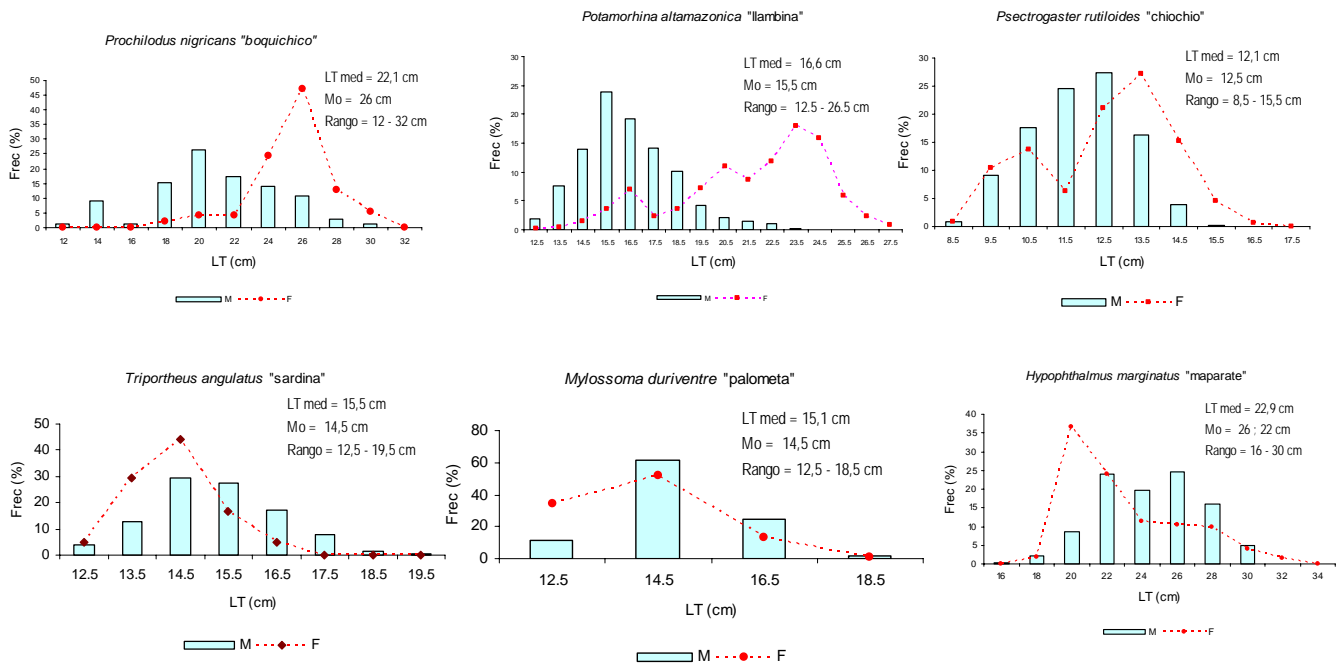 Prochilodus nigricans "boquichico"
LT med = 22,1 cm
Mo = 26 cm
Rango = 12 - 32 cm
Frec (%)
50
45
40
35
30
25
20
15
10
5
0
12 14 16 18 20 22 24 26 28 30 32
LT (cm)
M F
Potamorhina altamazonica "llambina"
LT med = 16,6 cm
Mo = 15,5 cm
Rango = 12.5 - 26.5 cm
Frec (%)
30
25
20
15
10
5
0
12.5 13.5 14.5 15.5 16.5 17.5 18.5 19.5 20.5 21.5 22.5 23.5 24.5 25.5 26.5 27.5
LT (cm)
M F
Psectrogaster rutiloides "chiochio"
LT med = 12,1 cm
Mo = 12,5 cm
Rango = 8,5 - 15,5 cm
Frec (%)
30
25
20
15
10
5
0
8.5 9.5 10.5 11.5 12.5 13.5 14.5 15.5 16.5 17.5
LT (cm)
M F
Triportheus angulatus "sardina"
LT med = 15,5 cm
Mo = 14,5 cm
Rango = 12,5 - 19,5 cm
Frec (%)
50
40
30
20
10
0
12.5 13.5 14.5 15.5 16.5 17.5 18.5 19.5
LT (cm)
M F
Mylossoma duriventre "palometa"
LT med = 15,1 cm
Mo = 14,5 cm
Rango = 12,5 - 18,5 cm
Frec (%)
80
60
40
20
0
12.5 14.5 16.5 18.5
LT (cm)
M F
Hypophthalmus marginatus "maparate"
LT med = 22,9 cm
Mo = 26 ; 22 cm
Rango = 16 - 30 cm
Frec (%)
40
35
30
25
20
15
10
5
0
16 18 20 22 24 26 28 30 32 34
LT (cm)
M F